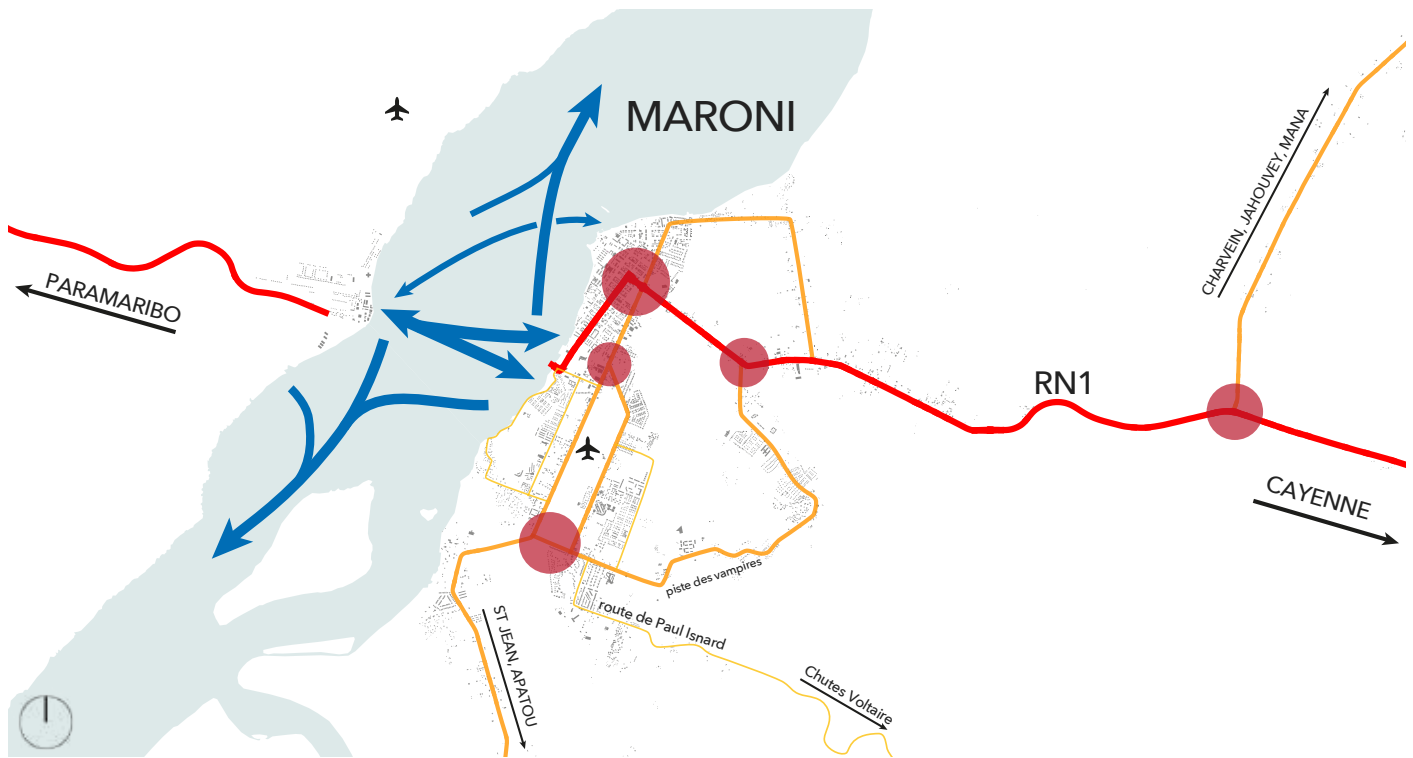 MARONI
CHARVEIN, JAHOUVEY, MANA
PARAMARIBO
RN1
CAYENNE
piste des vampires
route de Paul Isnard
ST JEAN, APATOU
Chutes Voltaire